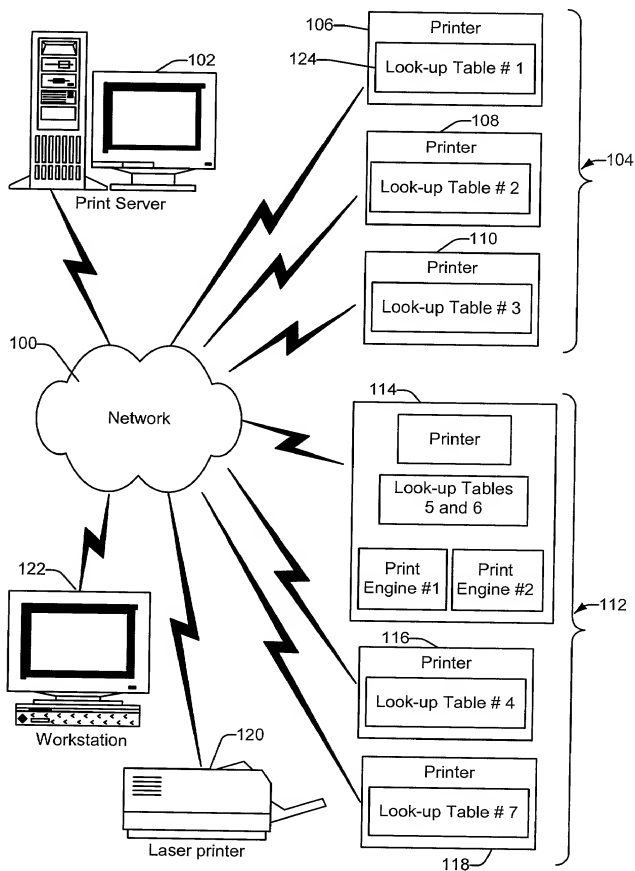 102
Print Server
106
Printer
124
Look-up Table # 1
108
Printer
Look-up Table # 2
104
110
Printer
Look-up Table # 3
100
Network
114
Printer
Look-up Tables
5 and 6
Print
Engine #1
Print
Engine #2
112
122
Workstation
116
Printer
Look-up Table # 4
120
Laser printer
Printer
Look-up Table # 7
118